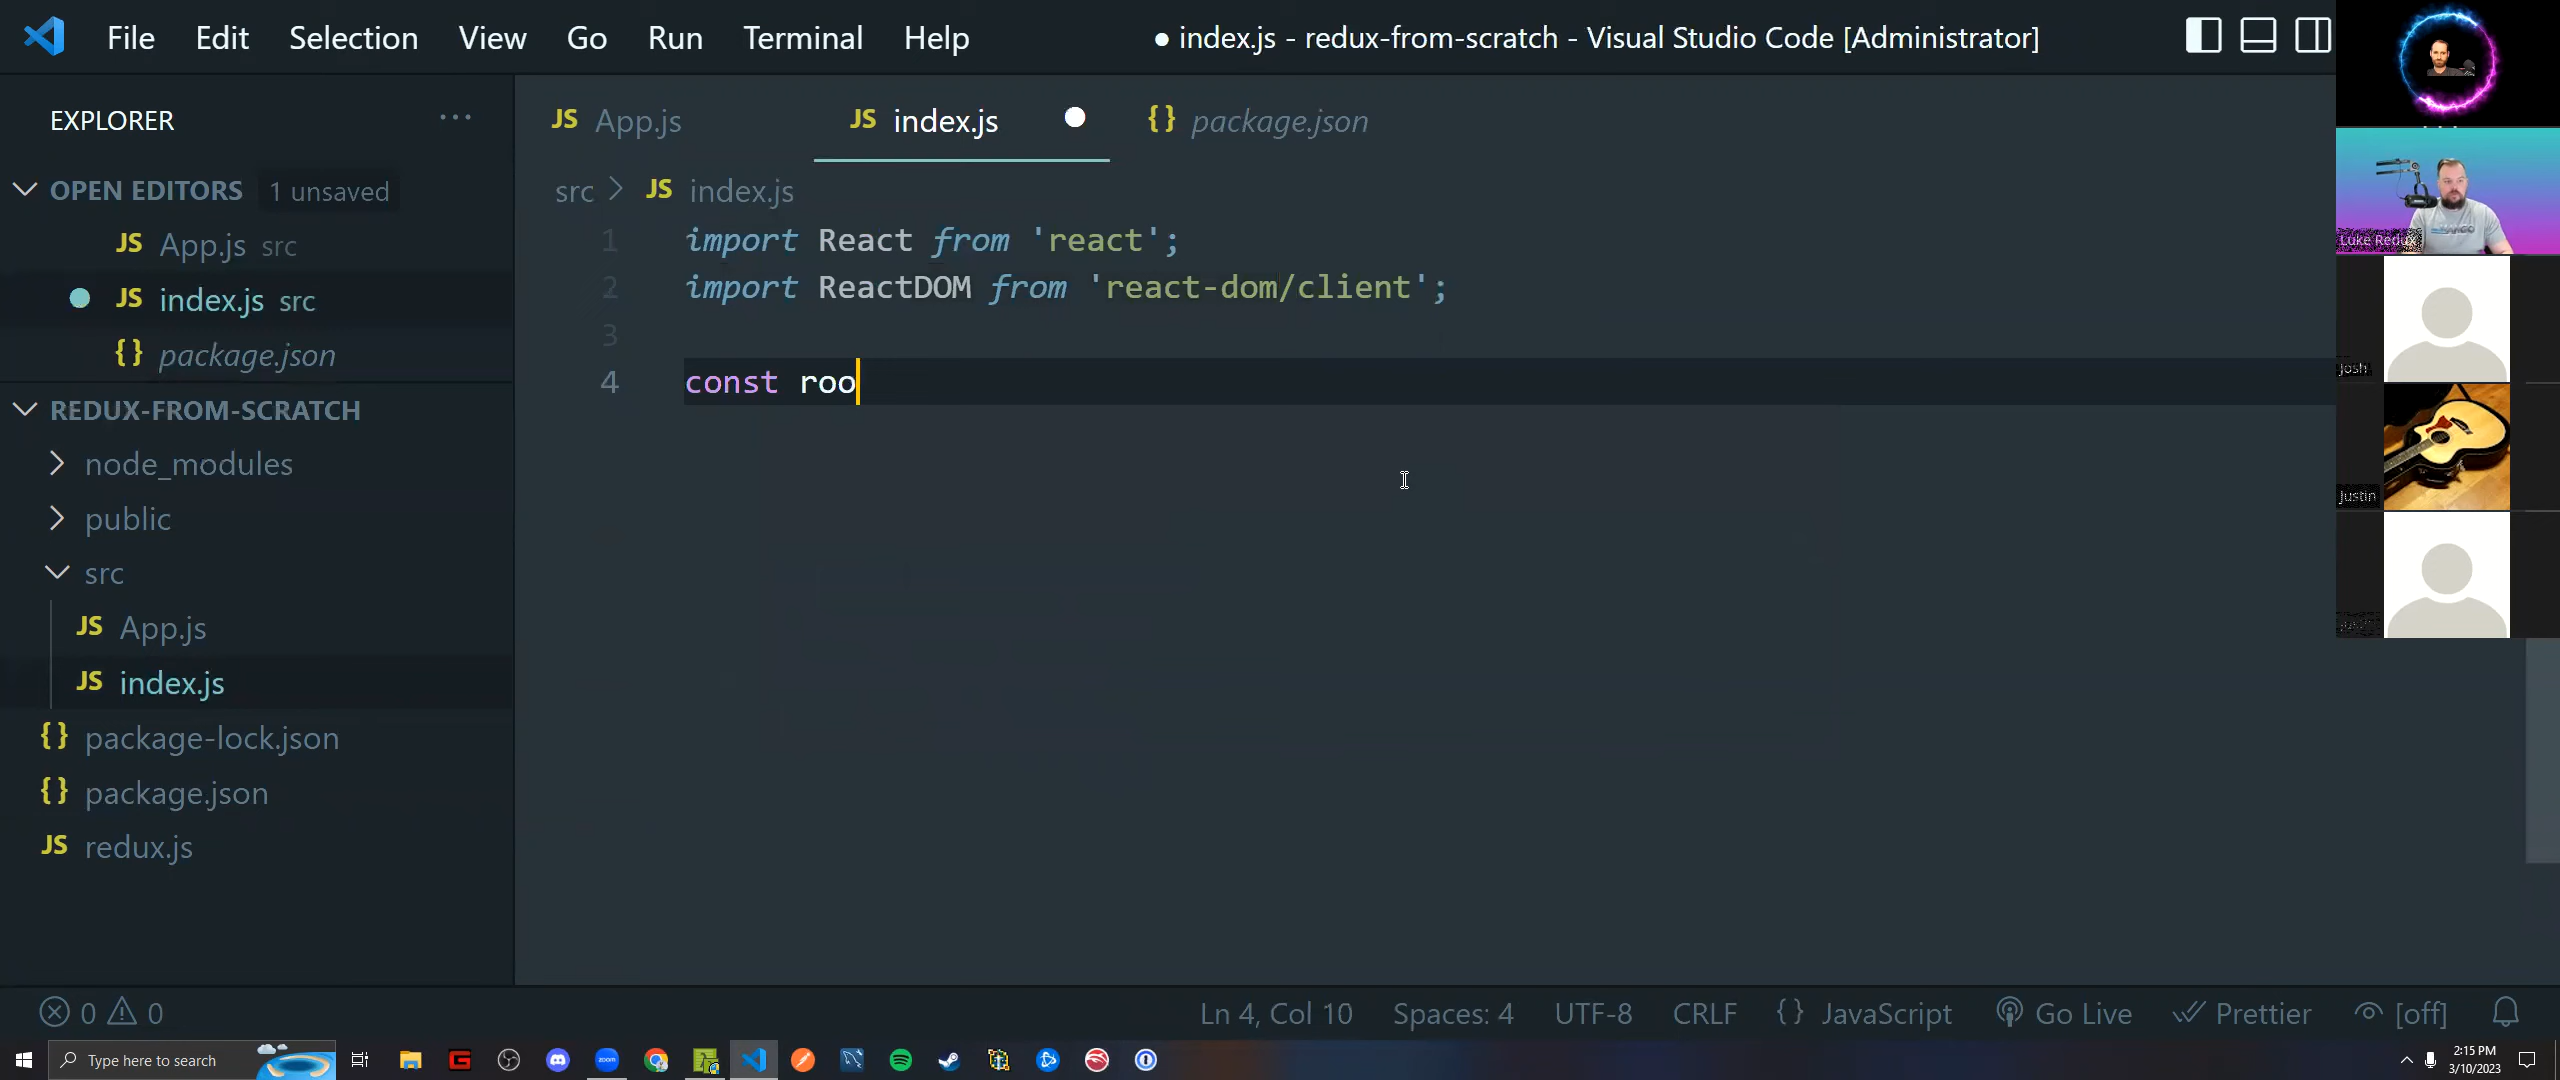 File Edit Selection View Go Run Terminal Help
● index.js - redux-from-scratch - Visual Studio Code [Administrator]
EXPLORER
OPEN EDITORS 1 unsaved
JS App.js src
JS index.js src
{} package.json
REDUX-FROM-SCRATCH
node_modules
public
src
JS App.js
JS index.js
{} package-lock.json
{} package.json
JS redux.js
JS App.js
JS index.js
{} package.json
src > JS index.js
1 import React from 'react';
2 import ReactDOM from 'react-dom/client';
3
4 const roo
Luke Redux
Josh
Justin
0 0
Ln 4, Col 10 Spaces: 4 UTF-8 CRLF {} JavaScript Go Live Prettier [off]
Type here to search
zoom
2:15 PM
3/10/2023